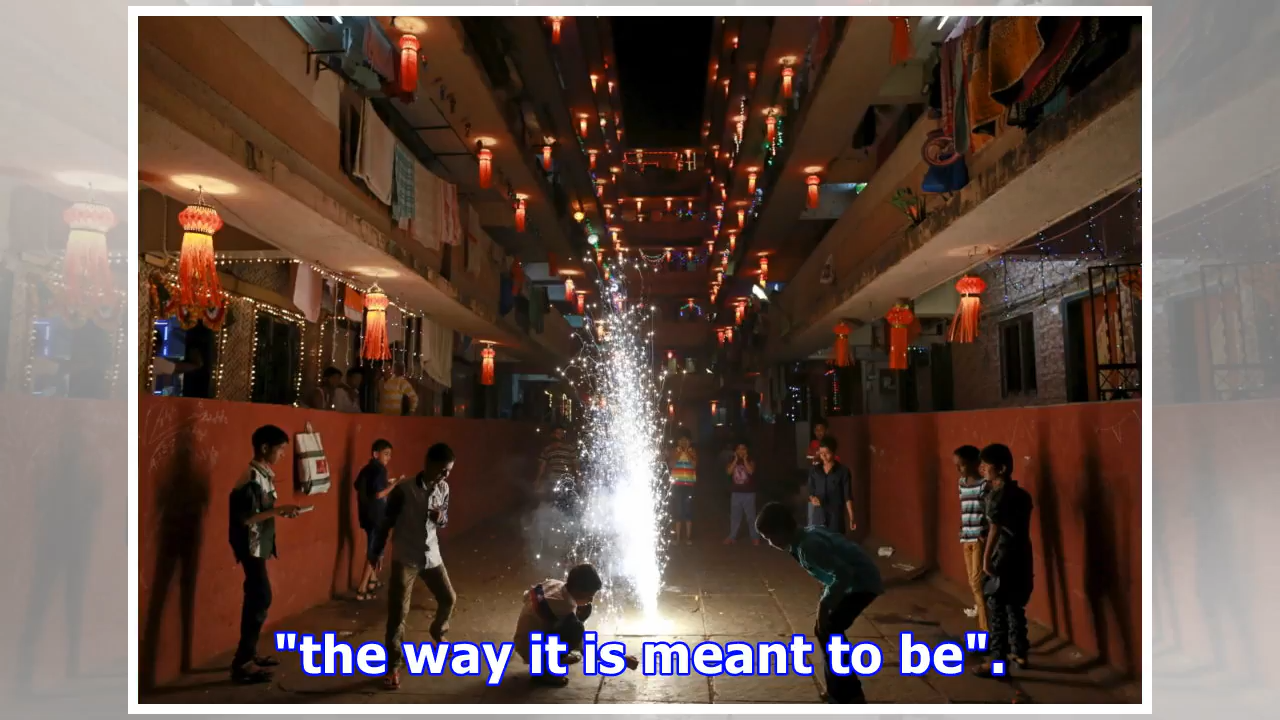 "the way it is meant to be".